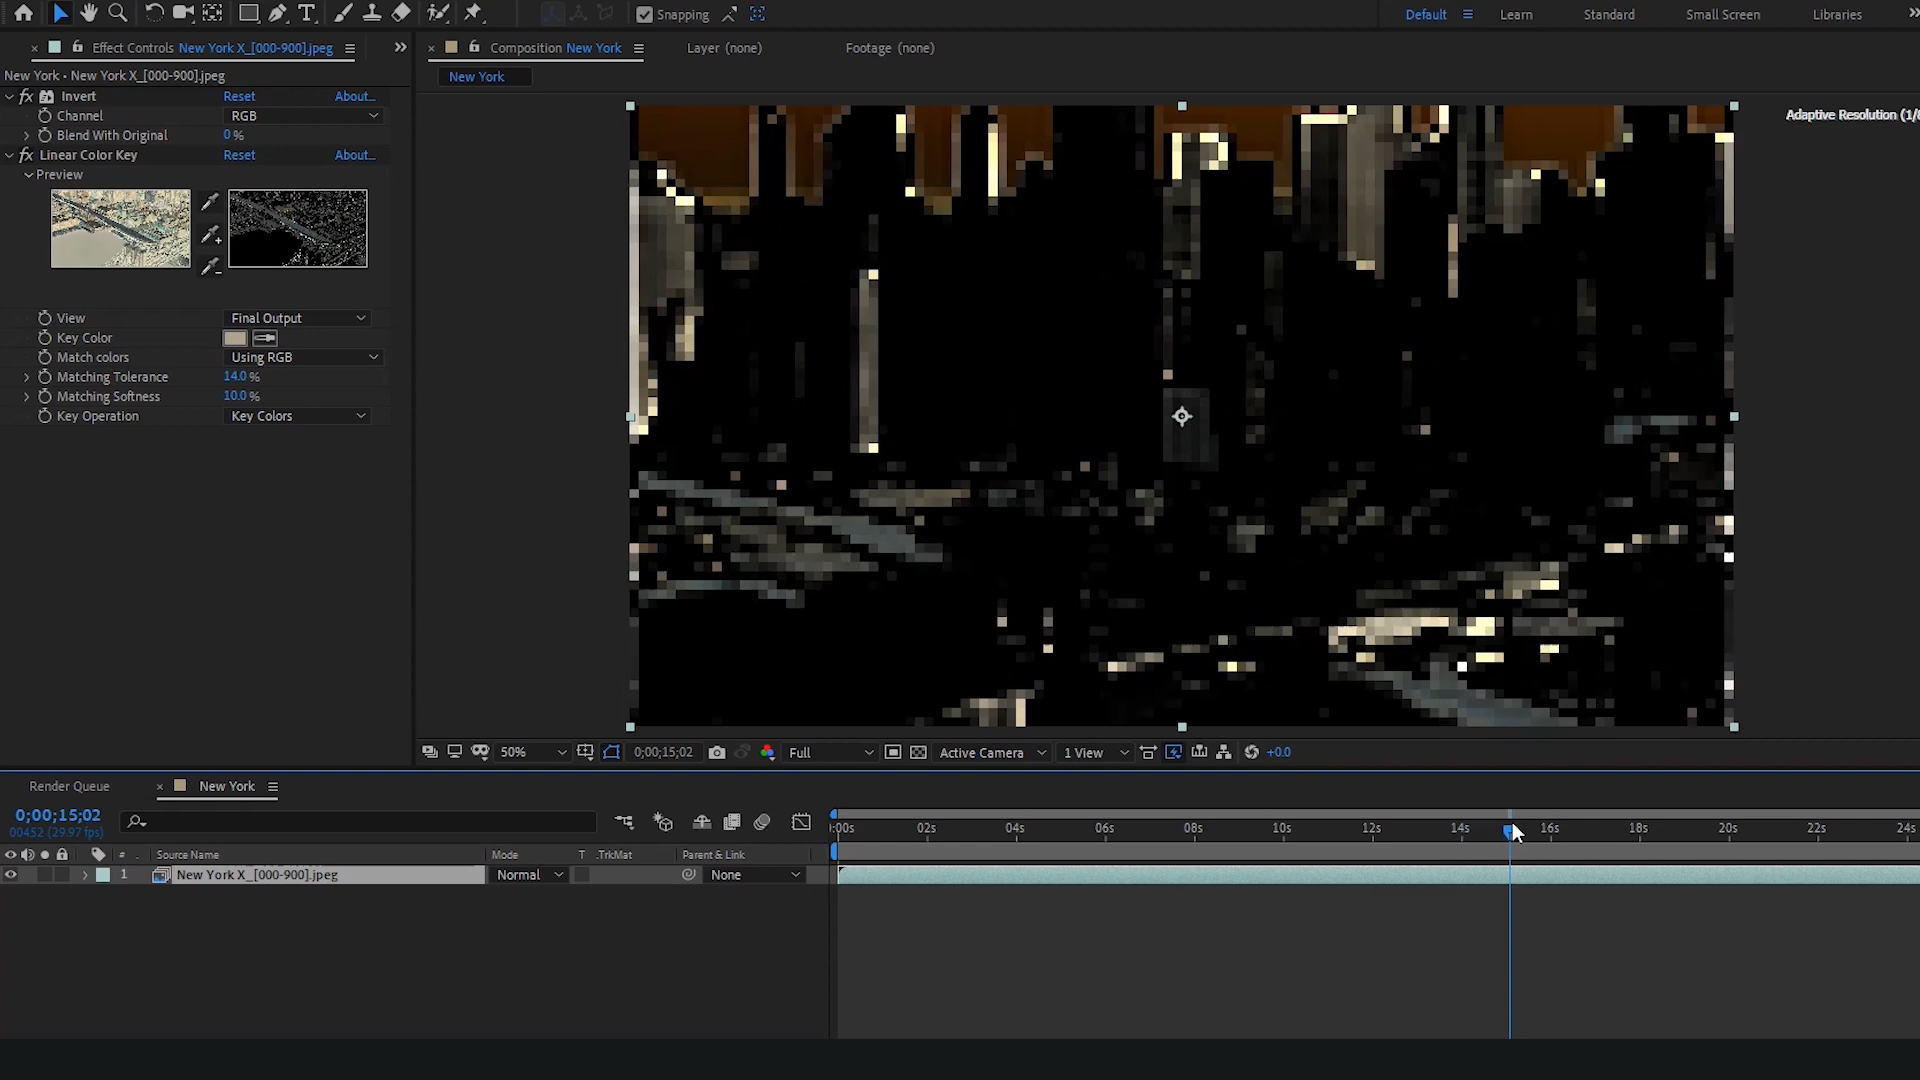 T Snapping Default Learn Standard Small Screen Libraries
Effect Controls New York X_[000-900].jpeg
Composition New York Layer (none) Footage (none)
New York • New York X_[000-900].jpeg
New York
fx Invert Reset About...
Channel RGB
Blend With Original 0 %
fx Linear Color Key Reset About...
Preview
View Final Output
Key Color
Match colors Using RGB
Matching Tolerance 14.0 %
Matching Softness 10.0 %
Key Operation Key Colors
Adaptive Resolution (1/
50% 0;00;15;02 Full Active Camera 1 View +0.0
Render Queue New York
0;00;15;02
00452 (29.97 fps)
:00s 02s 04s 06s 08s 10s 12s 14s 16s 18s 20s 22s 24s
# . Source Name Mode T .TrkMat Parent & Link
1 New York X_[000-900].jpeg Normal None